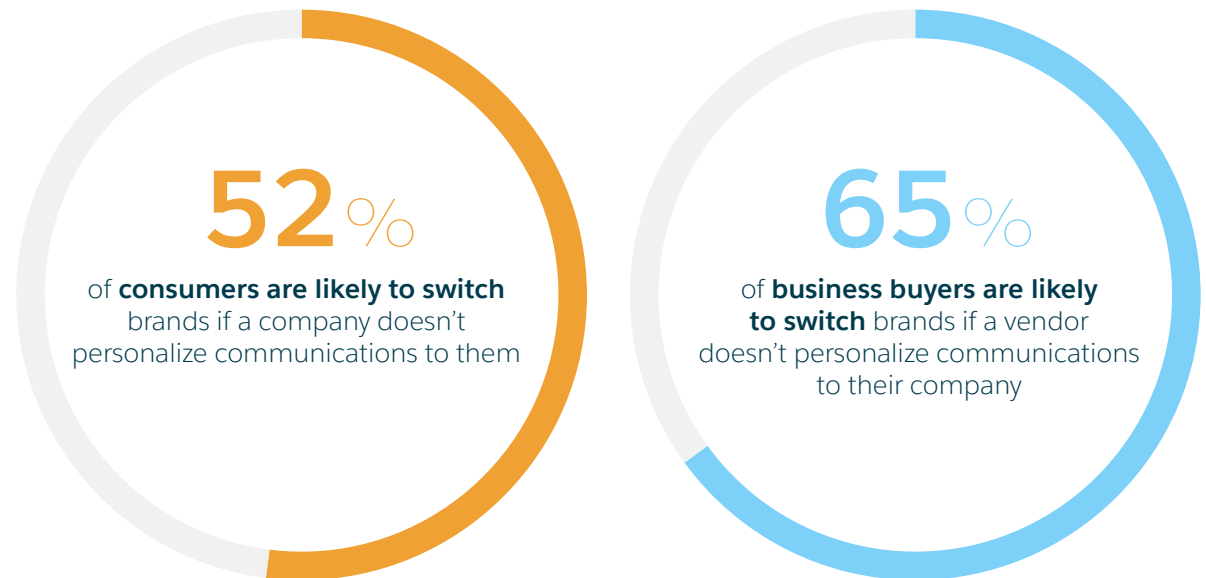 52%
of consumers are likely to switch
brands if a company doesn’t
personalize communications to them
65%
of business buyers are likely
to switch brands if a vendor
doesn’t personalize communications
to their company